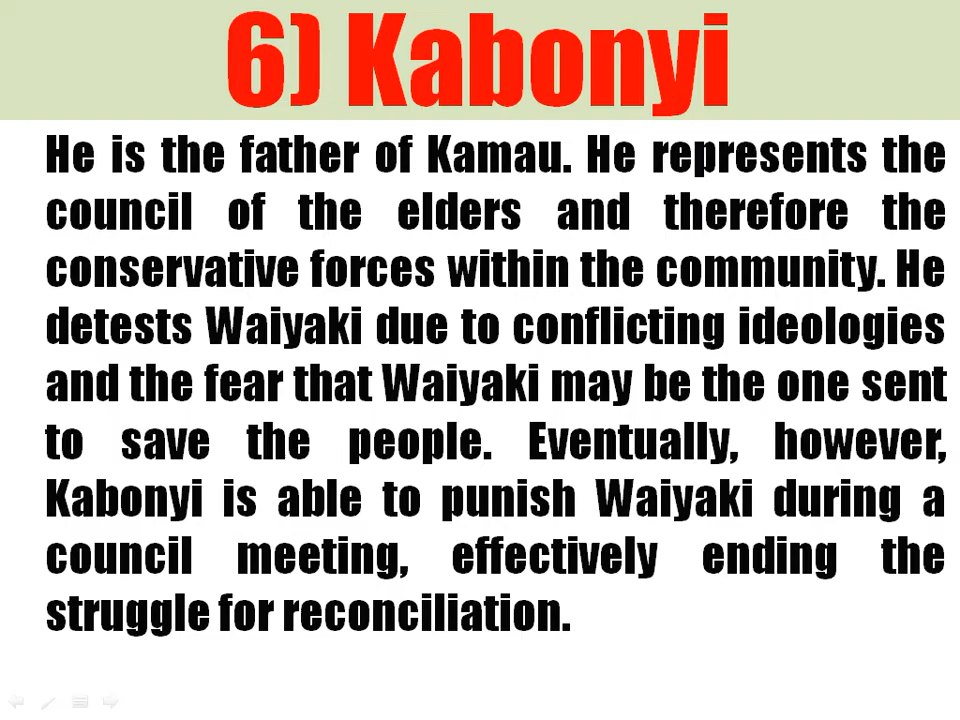 6) Kabonyi
He is the father of Kamau. He represents the
council of the elders and therefore the
conservative forces within the community. He
detests Waiyaki due to conflicting ideologies
and the fear that Waiyaki may be the one sent
to save the people. Eventually, however,
Kabonyi is able to punish Waiyaki during a
council meeting, effectively ending the
struggle for reconciliation.